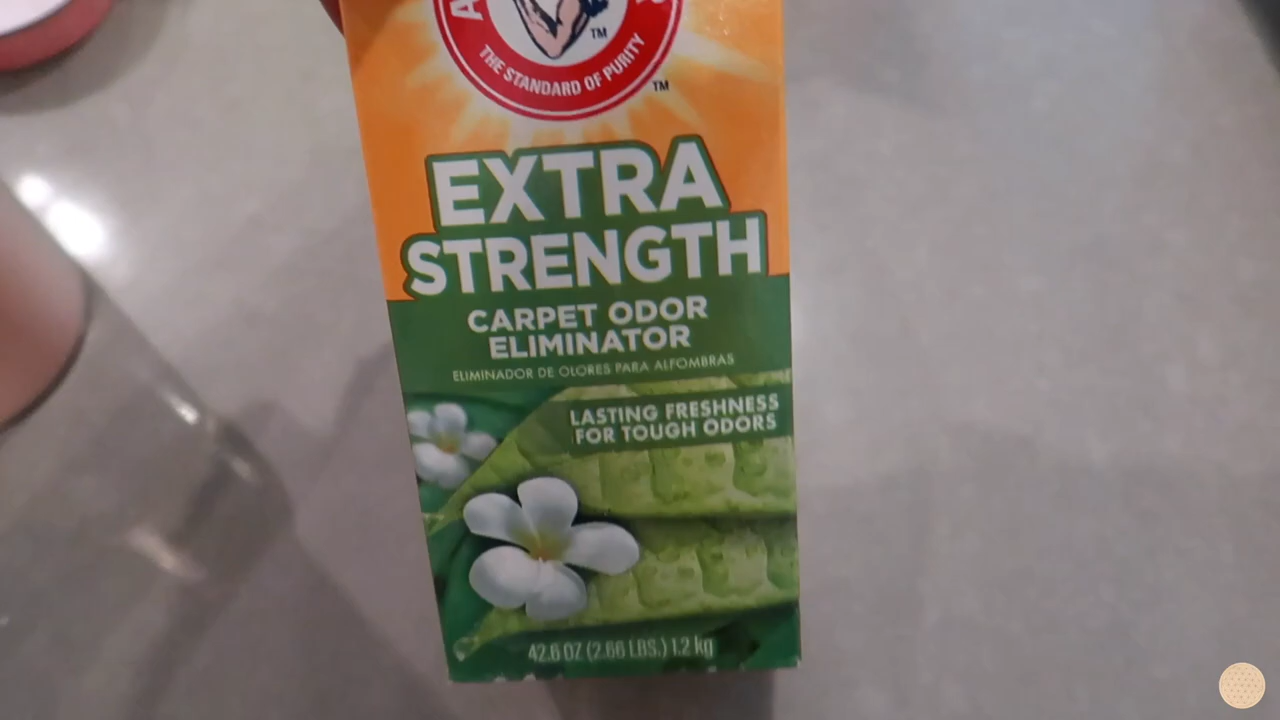 THE STANDARD OF PURITY
TM
TM
EXTRA
STRENGTH
CARPET ODOR
ELIMINATOR
ELIMINADOR DE OLORES PARA ALFOMBRAS
LASTING FRESHNESS
FOR TOUGH ODORS
42.6 OZ (2.66 LBS.) 1.2 kg